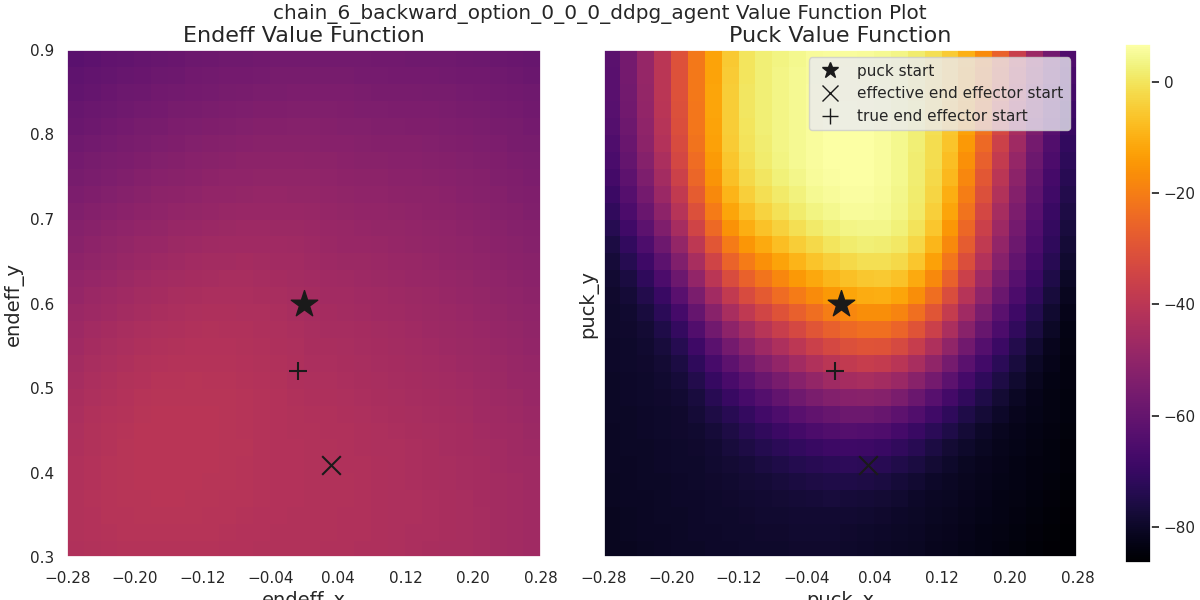 chain_6_backward_option_0_0_0_ddpg_agent Value Function Plot
Endeff Value Function
Puck Value Function
puck start
effective end effector start
true end effector start
0.9
0.8
0.7
0.6
0.5
0.4
0.3
endeff_y
−0.28 −0.20 −0.12 −0.04 0.04 0.12 0.20 0.28
endeff_x
puck_y
−0.28 −0.20 −0.12 −0.04 0.04 0.12 0.20 0.28
puck_x
0
−20
−40
−60
−80